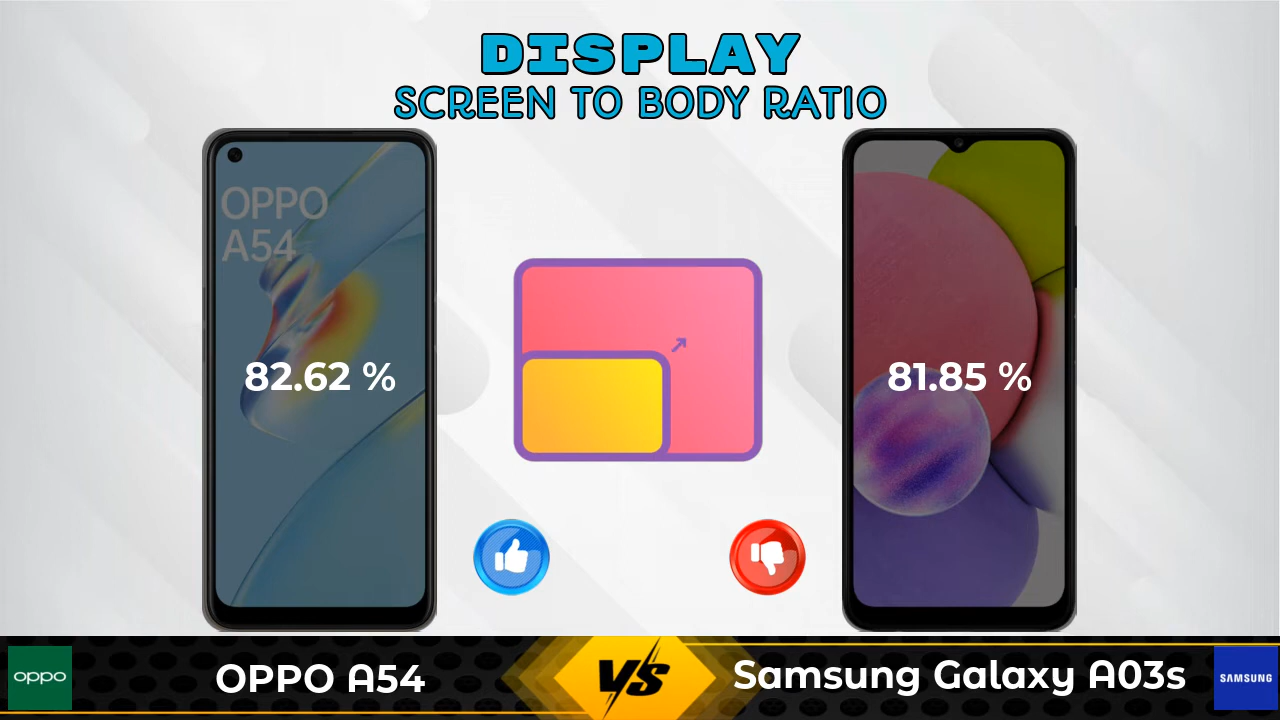 DISPLAY
SCREEN TO BODY RATIO
OPPO
A54
82.62 %
81.85 %
oppo
OPPO A54
VS
Samsung Galaxy A03s
SAMSUNG